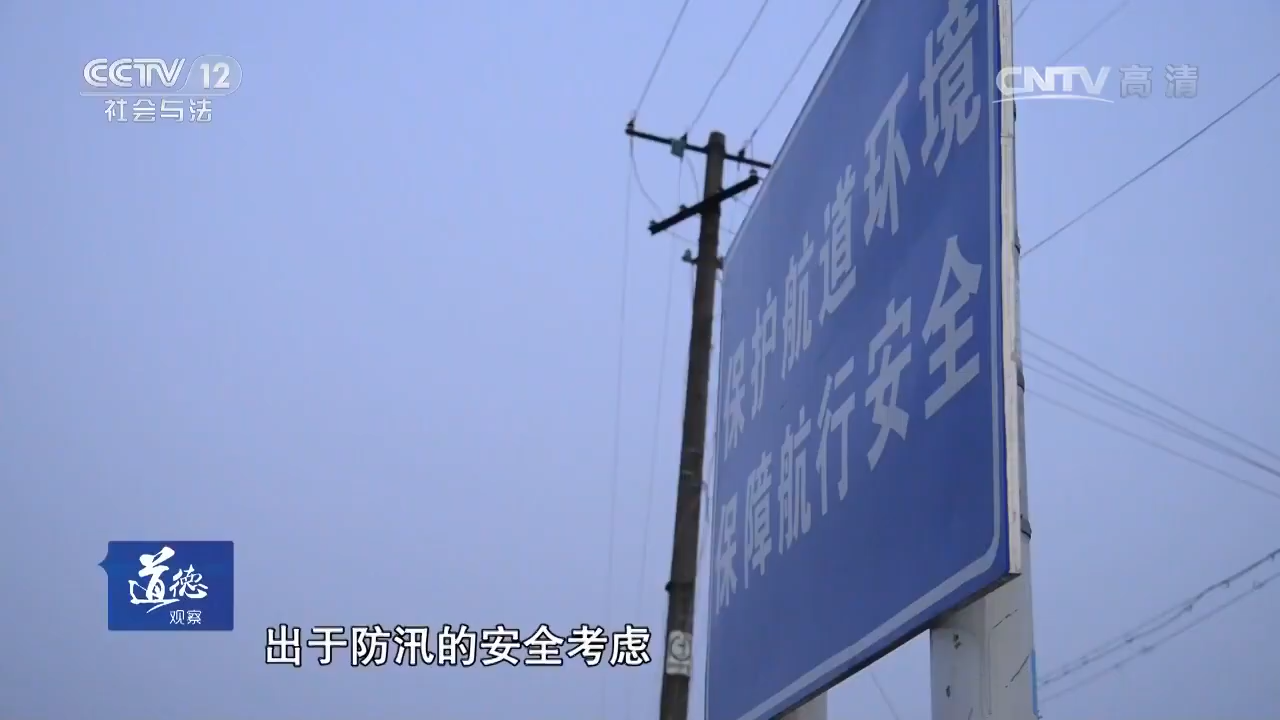 CCTV 12
社会与法
CNTV 高清
保护航道环境
保障航行安全
道德
观察
出于防汛的安全考虑